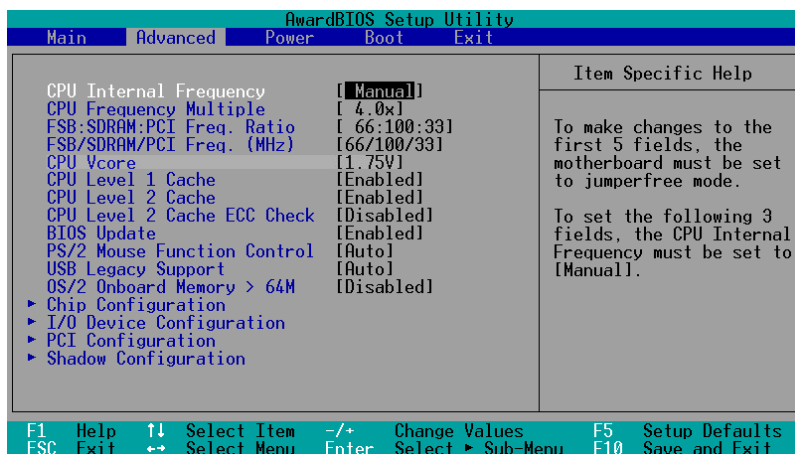 AwardBIOS Setup Utility
Main Advanced Power Boot Exit
Item Specific Help
CPU Internal Frequency [ Manual]
CPU Frequency Multiple [ 4.0x]
FSB:SDRAM:PCI Freq. Ratio [ 66:100:33]
FSB/SDRAM/PCI Freq. (MHz) [66/100/33]
CPU Vcore [1.75V]
CPU Level 1 Cache [Enabled]
CPU Level 2 Cache [Enabled]
CPU Level 2 Cache ECC Check [Disabled]
BIOS Update [Enabled]
PS/2 Mouse Function Control [Auto]
USB Legacy Support [Auto]
OS/2 Onboard Memory > 64M [Disabled]
► Chip Configuration
► I/O Device Configuration
► PCI Configuration
► Shadow Configuration
To make changes to the
first 5 fields, the
motherboard must be set
to jumperfree mode.
To set the following 3
fields, the CPU Internal
Frequency must be set to
[Manual].
F1 Help ↑↓ Select Item -/+ Change Values F5 Setup Defaults
ESC Exit ←→ Select Menu Enter Select ► Sub-Menu F10 Save and Exit